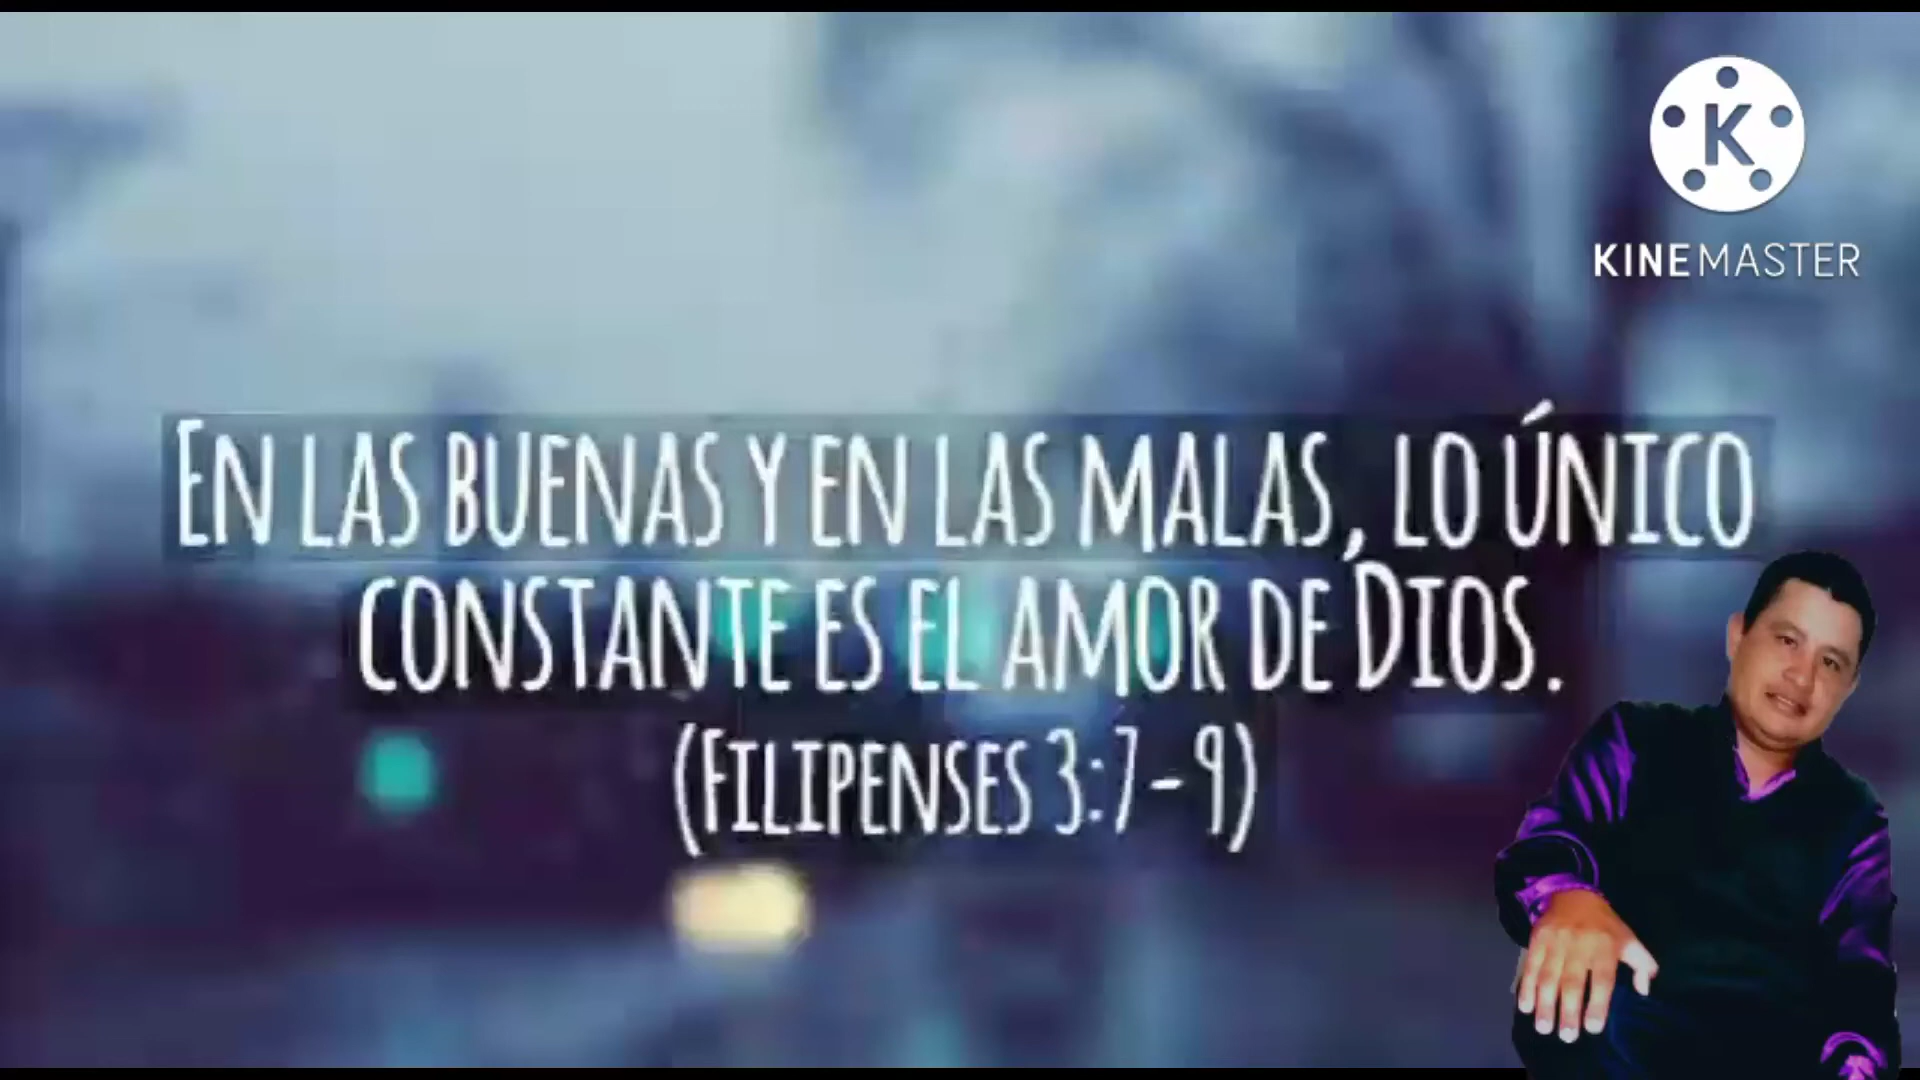 K
KINEMASTER
EN LAS BUENAS Y EN LAS MALAS, LO ÚNICO
CONSTANTE ES EL AMOR DE DIOS.
(FILIPENSES 3:7-9)